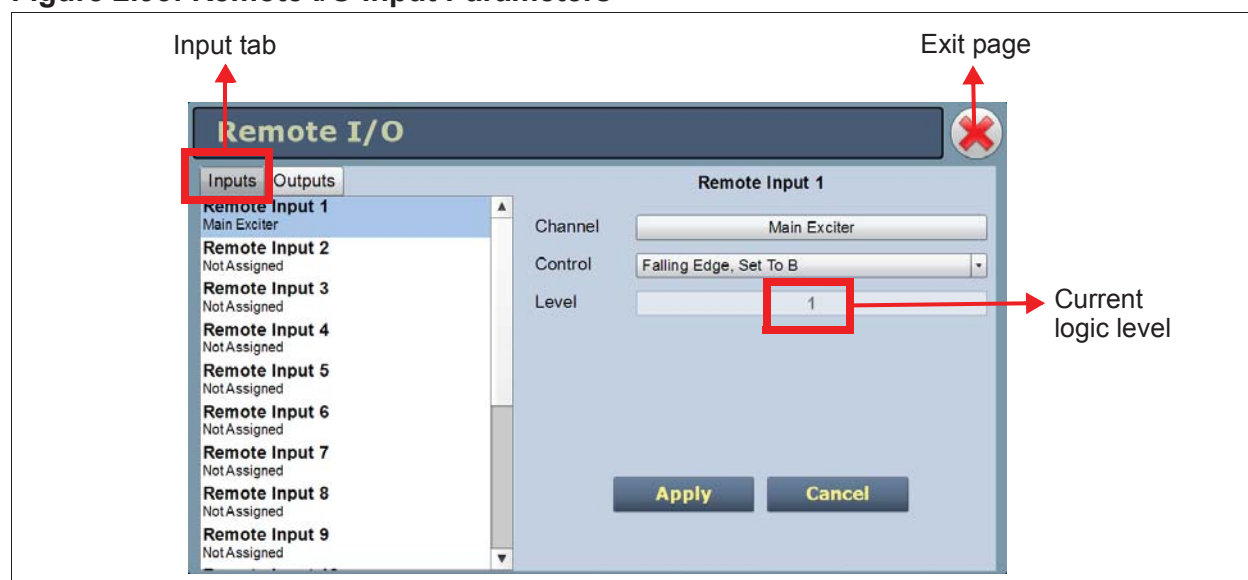 Input tab
Exit page
Remote I/O
Inputs Outputs
Remote Input 1
Main Exciter
Remote Input 2
Not Assigned
Remote Input 3
Not Assigned
Remote Input 4
Not Assigned
Remote Input 5
Not Assigned
Remote Input 6
Not Assigned
Remote Input 7
Not Assigned
Remote Input 8
Not Assigned
Remote Input 9
Not Assigned
Remote Input 1
Channel Main Exciter
Control Falling Edge, Set To B
Level 1
Apply Cancel
Current
logic level